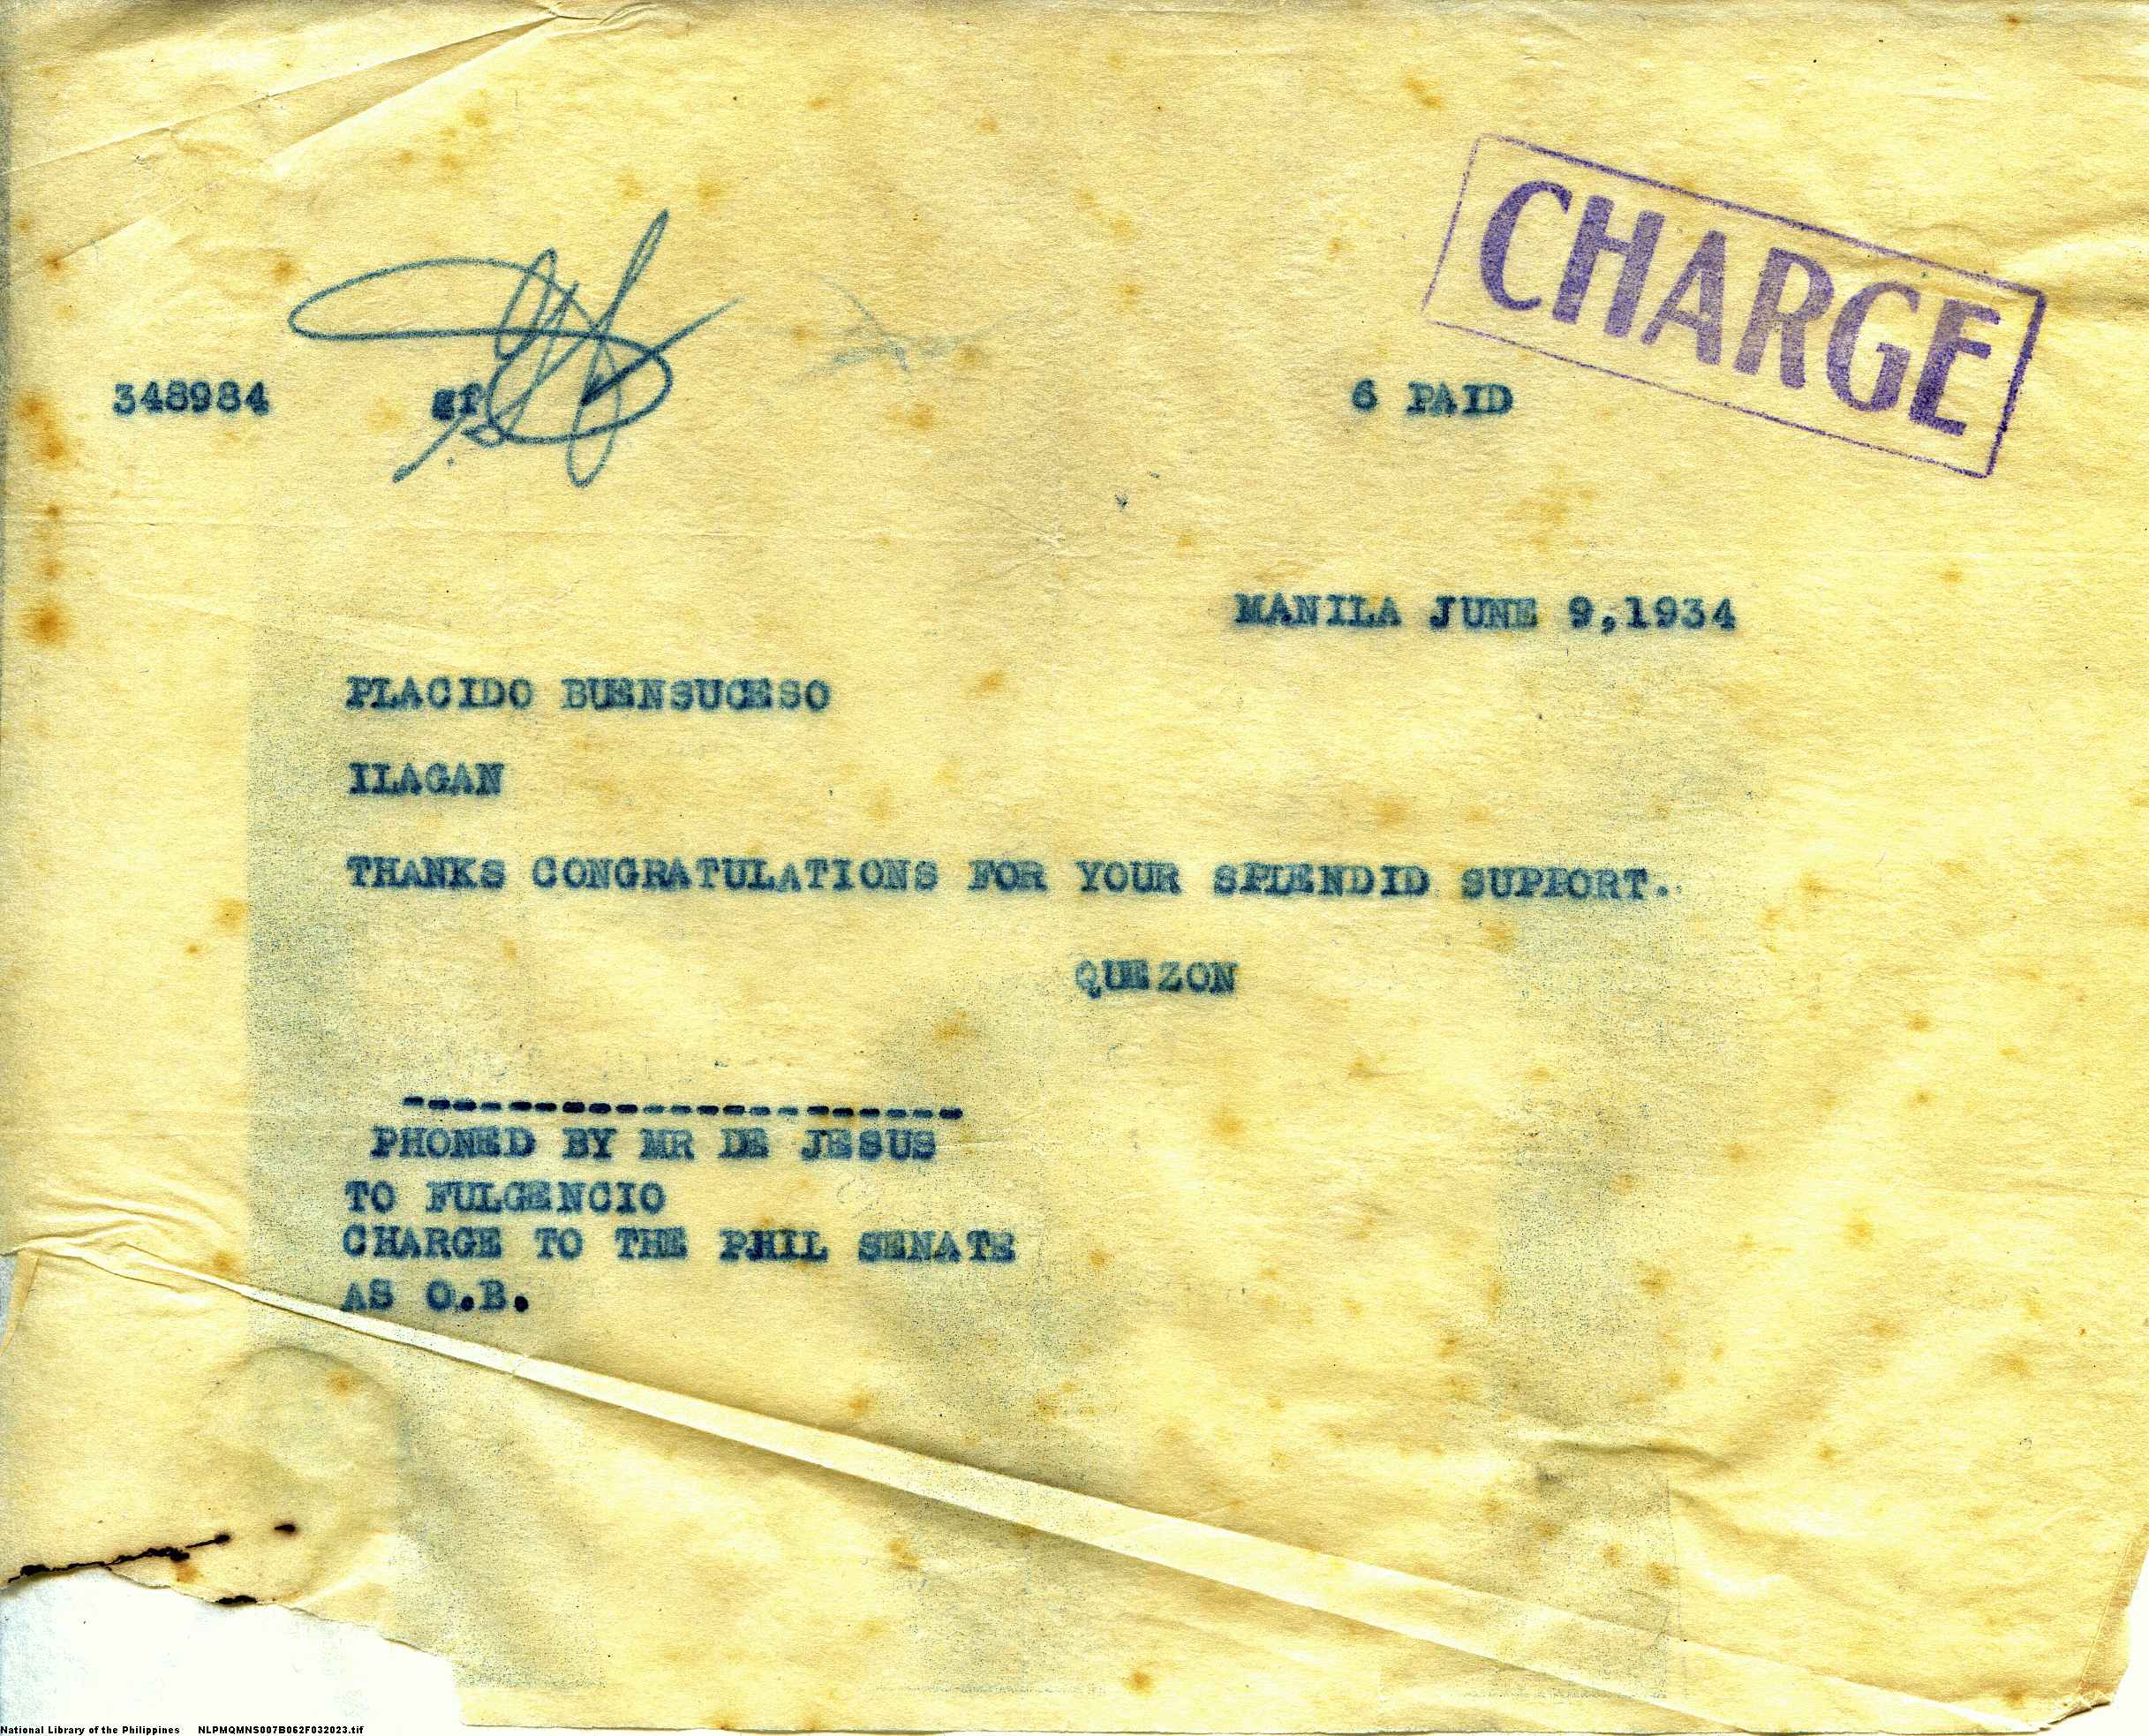 CHARGE
348984 gf 6 PAID
MANILA JUNE 9,1934
PLACIDO BUENSUCESO
ILAGAN
THANKS CONGRATULATIONS FOR YOUR SPLENDID SUPPORT.
QUEZON
--------------------- 
PHONED BY MR DE JESUS
TO FULGENCIO
CHARGE TO THE PHIL SENATE
AS O.B.
National Library of the Philippines NLPMQMNS007B062F032023.tif